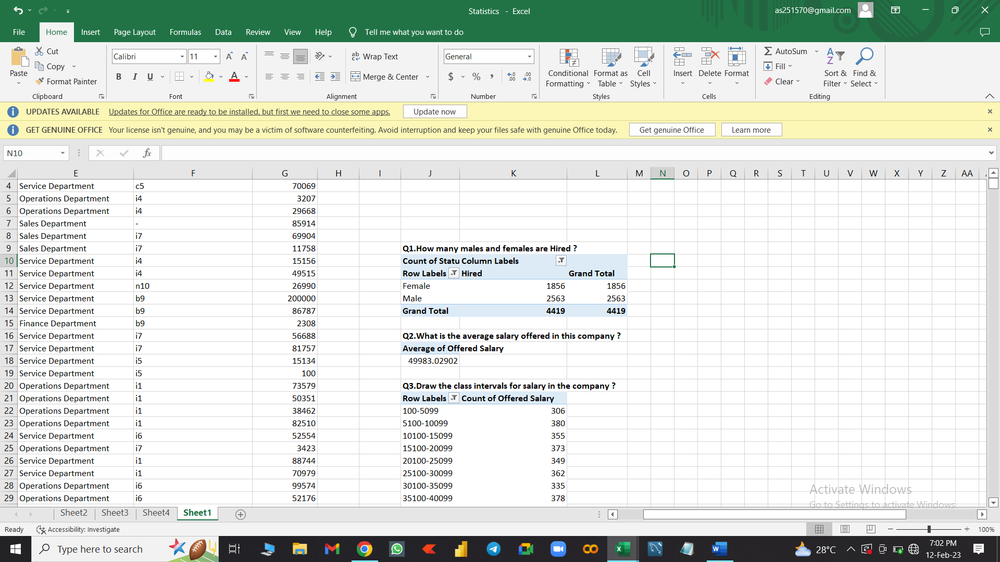 Statistics - Excel
as251570@gmail.com
File Home Insert Page Layout Formulas Data Review View Help Tell me what you want to do
Paste Cut Copy Format Painter Clipboard
Calibri 11 B I U Font
Wrap Text Merge & Center Alignment
General $ % , Number
Conditional Formatting Format as Table Cell Styles Styles
Insert Delete Format Cells
AutoSum Fill Clear Sort & Filter Find & Select Editing
UPDATES AVAILABLE Updates for Office are ready to be installed, but first we need to close some apps. Update now
GET GENUINE OFFICE Your license isn't genuine, and you may be a victim of software counterfeiting. Avoid interruption and keep your files safe with genuine Office today. Get genuine Office Learn more
N10 fx
E F G H I J K L M N O P Q R S T U V W X Y Z AA
4 Service Department c5 70069
5 Operations Department i4 3207
6 Operations Department i4 29668
7 Sales Department - 85914
8 Sales Department i7 69904
9 Sales Department i7 11758 Q1.How many males and females are Hired ?
10 Service Department i4 15156 Count of Statu Column Labels
11 Service Department i4 49515 Row Labels Hired Grand Total
12 Service Department n10 26990 Female 1856 1856
13 Service Department b9 200000 Male 2563 2563
14 Service Department b9 86787 Grand Total 4419 4419
15 Finance Department b9 2308
16 Service Department i7 56688 Q2.What is the average salary offered in this company ?
17 Service Department i7 81757 Average of Offered Salary
18 Service Department i5 15134 49983.02902
19 Service Department i5 100
20 Operations Department i1 73579 Q3.Draw the class intervals for salary in the company ?
21 Operations Department i1 50351 Row Labels Count of Offered Salary
22 Operations Department i1 38462 100-5099 306
23 Operations Department i1 82510 5100-10099 380
24 Service Department i6 52554 10100-15099 355
25 Operations Department i7 3423 15100-20099 373
26 Service Department i1 88744 20100-25099 349
27 Service Department i1 70979 25100-30099 362
28 Operations Department i6 99574 30100-35099 335
29 Operations Department i6 52176 35100-40099 378
Activate Windows
Go to Settings to activate Windows.
Sheet2 Sheet3 Sheet4 Sheet1
Ready Accessibility: Investigate 100%
Type here to search 28°C 7:02 PM
12-Feb-23